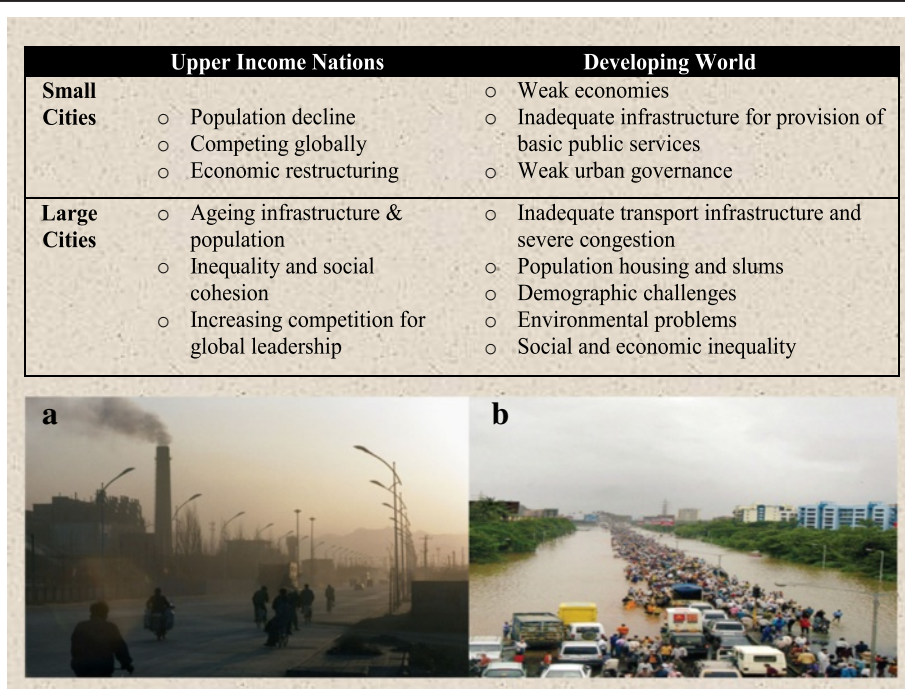 Upper Income Nations Developing World
Small
Cities
○ Population decline
○ Competing globally
○ Economic restructuring
○ Weak economies
○ Inadequate infrastructure for provision of
basic public services
○ Weak urban governance
Large
Cities
○ Ageing infrastructure &
population
○ Inequality and social
cohesion
○ Increasing competition for
global leadership
○ Inadequate transport infrastructure and
severe congestion
○ Population housing and slums
○ Demographic challenges
○ Environmental problems
○ Social and economic inequality
a
b